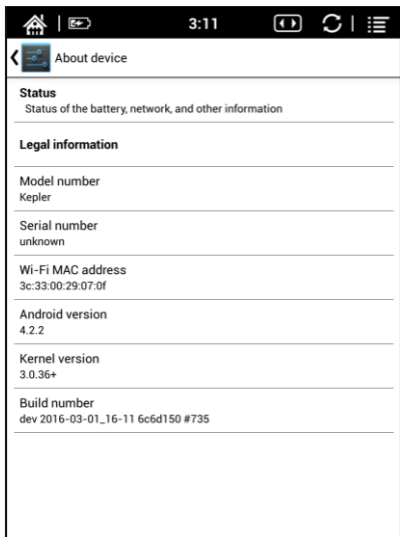 3:11
About device
Status
Status of the battery, network, and other information
Legal information
Model number
Kepler
Serial number
unknown
Wi-Fi MAC address
3c:33:00:29:07:0f
Android version
4.2.2
Kernel version
3.0.36+
Build number
dev 2016-03-01_16-11 6c6d150 #735